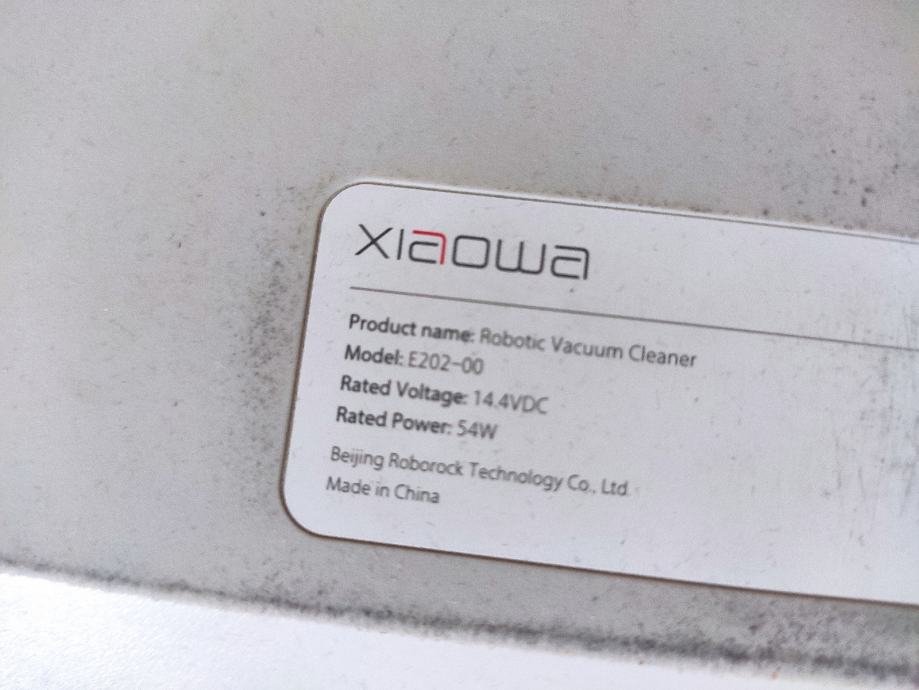 xıaowa
Product name: Robotic Vacuum Cleaner
Model: E202-00
Rated Voltage: 14.4VDC
Rated Power: 54W
Beijing Roborock Technology Co., Ltd.
Made in China